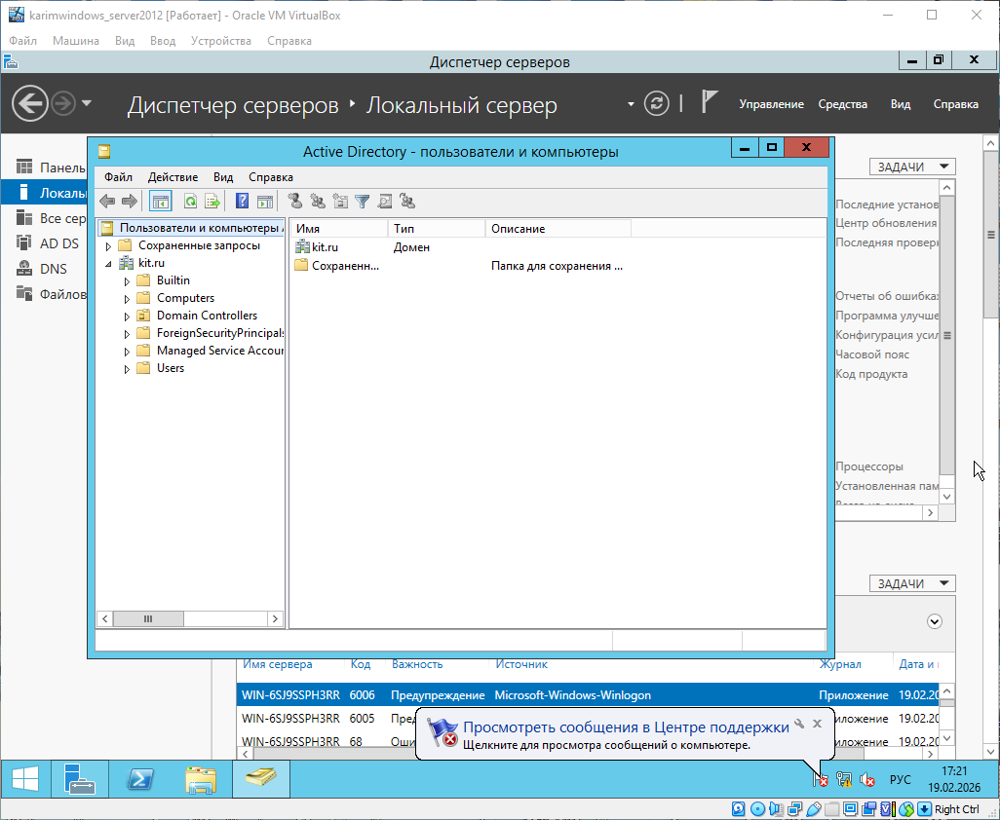 karimwindows_server2012 [Работает] - Oracle VM VirtualBox
Файл Машина Вид Ввод Устройства Справка
Диспетчер серверов
Диспетчер серверов ‣ Локальный сервер
Управление Средства Вид Справка
Панель
Локаль
Все сер
AD DS
DNS
Файлов
ЗАДАЧИ
Последние установ
Центр обновления
Последняя провер
Отчеты об ошибка
Программа улучше
Конфигурация усил
Часовой пояс
Код продукта
Процессоры
Установленная пам
ЗАДАЧИ
Active Directory - пользователи и компьютеры
Файл Действие Вид Справка
Пользователи и компьютеры
Сохраненные запросы
kit.ru
Builtin
Computers
Domain Controllers
ForeignSecurityPrincipals
Managed Service Accoun
Users
Имя Тип Описание
kit.ru Домен
Сохраненн... Папка для сохранения ...
Имя сервера Код Важность Источник Журнал Дата и
WIN-6SJ9SSPH3RR 6006 Предупреждение Microsoft-Windows-Winlogon Приложение 19.02.20
WIN-6SJ9SSPH3RR 6005 Пред иложение 19.02.20
WIN-6SJ9SSPH3RR 68 Оши иложение 19.02.20
Просмотреть сообщения в Центре поддержки
Щелкните для просмотра сообщений о компьютере.
РУС
17:21
19.02.2026
Right Ctrl